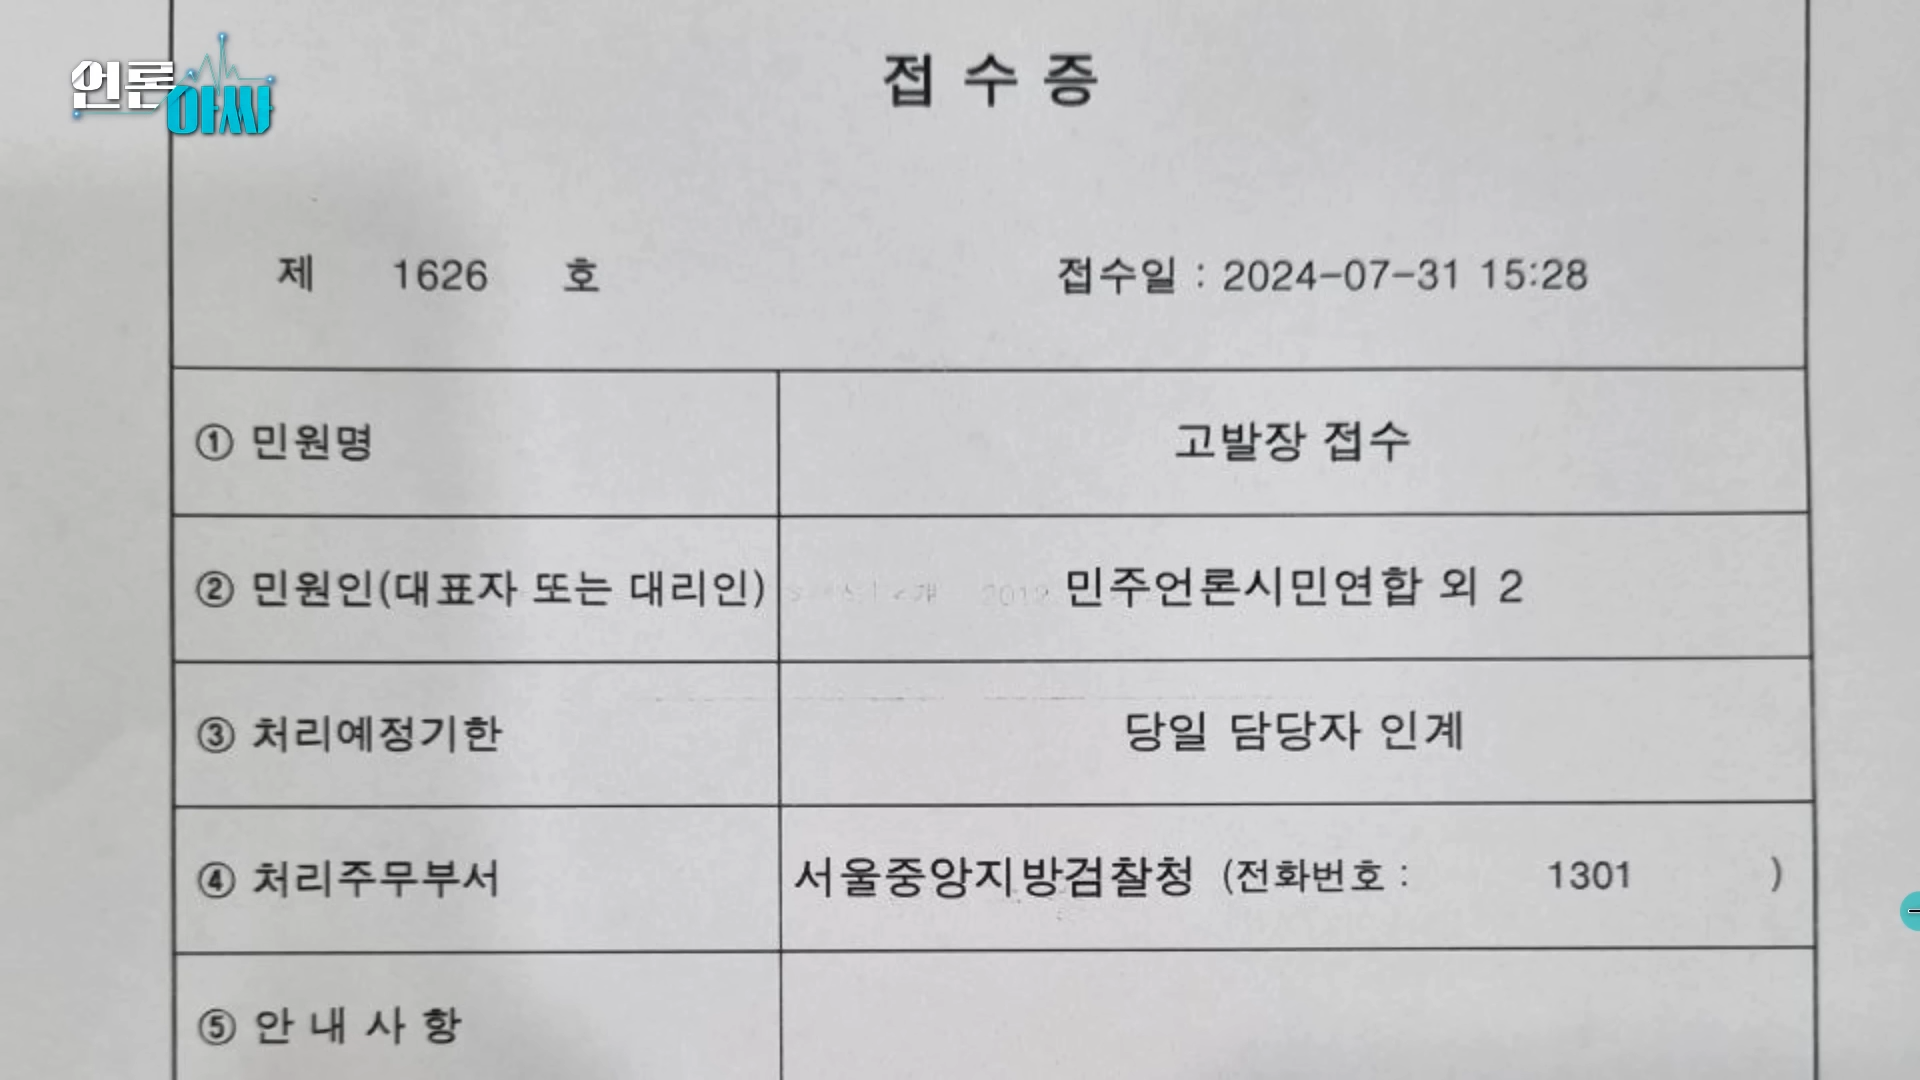 언론아싸
접수증
제 1626 호 접수일 : 2024-07-31 15:28
① 민원명 고발장 접수
② 민원인(대표자 또는 대리인) 민주언론시민연합 외 2
③ 처리예정기한 당일 담당자 인계
④ 처리주무부서 서울중앙지방검찰청 (전화번호 : 1301 )
⑤ 안내사항